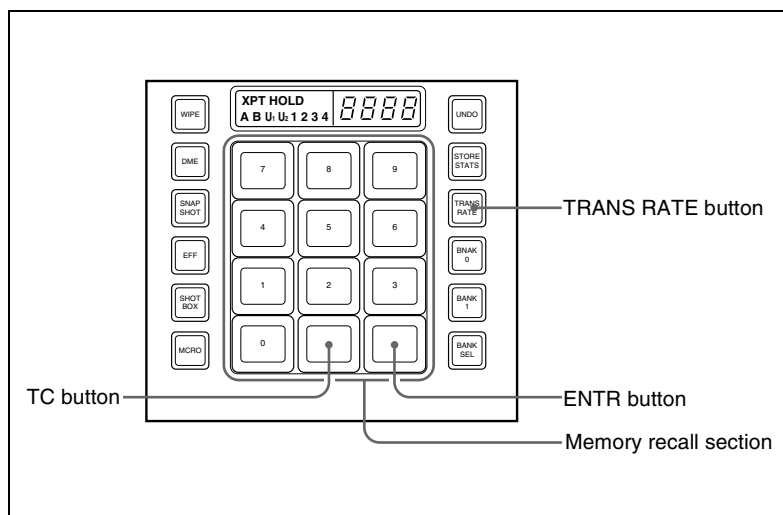 XPT HOLD
A B U1 U2 1 2 3 4
8888
WIPE
UNDO
DME
7
8
9
STORE
STATS
SNAP
SHOT
4
5
6
TRANS
RATE
TRANS RATE button
EFF
BNAK
0
SHOT
BOX
1
2
3
BANK
1
MCRO
0
BANK
SEL
TC button
ENTR button
Memory recall section